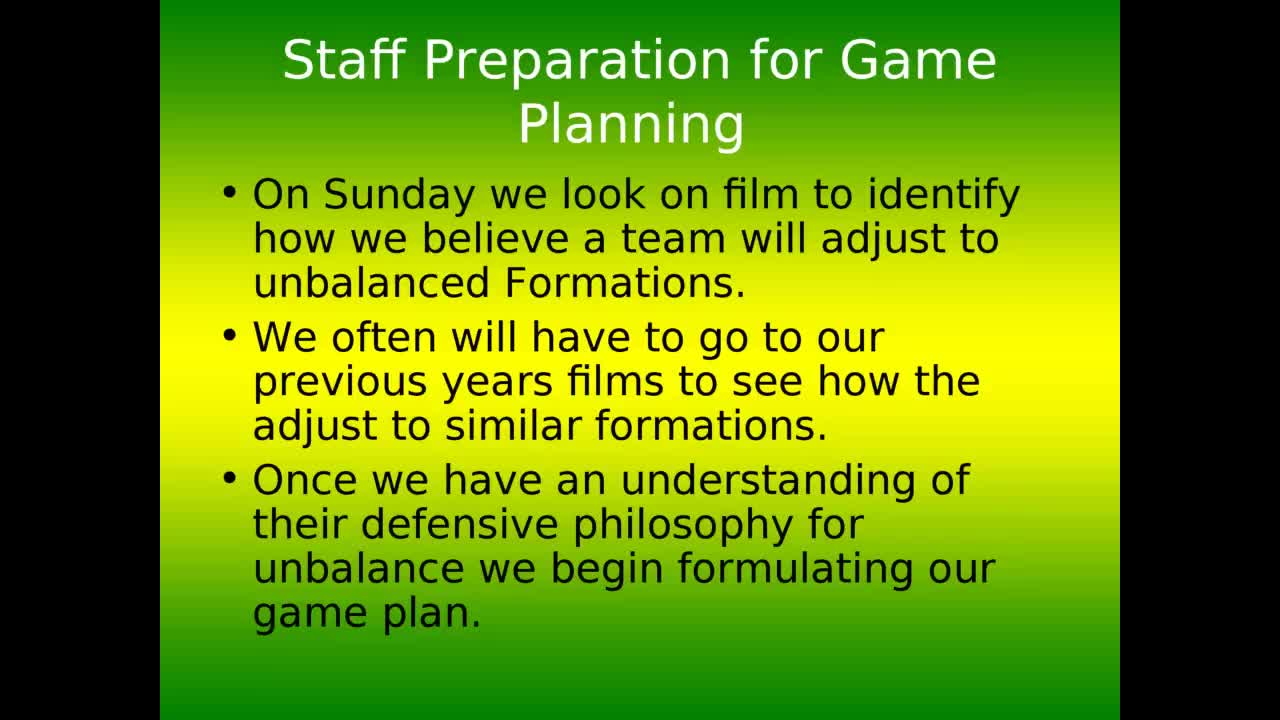 Staff Preparation for Game
Planning
• On Sunday we look on film to identify
how we believe a team will adjust to
unbalanced Formations.
• We often will have to go to our
previous years films to see how the
adjust to similar formations.
• Once we have an understanding of
their defensive philosophy for
unbalance we begin formulating our
game plan.